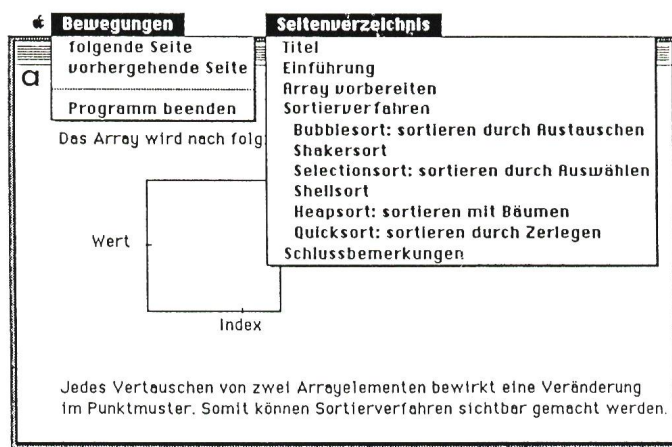 Bewegungen
folgende Seite
vorhergehende Seite
Programm beenden
Seitenverzeichnis
Titel
Einführung
Array vorbereiten
Sortierverfahren
Bubblesort: sortieren durch Austauschen
Shakersort
Selectionsort: sortieren durch Auswählen
Shellsort
Heapsort: sortieren mit Bäumen
Quicksort: sortieren durch Zerlegen
Schlussbemerkungen
a
Das Array wird nach folg
Wert
Index
Jedes Vertauschen von zwei Arrayelementen bewirkt eine Veränderung
im Punktmuster. Somit können Sortierverfahren sichtbar gemacht werden.